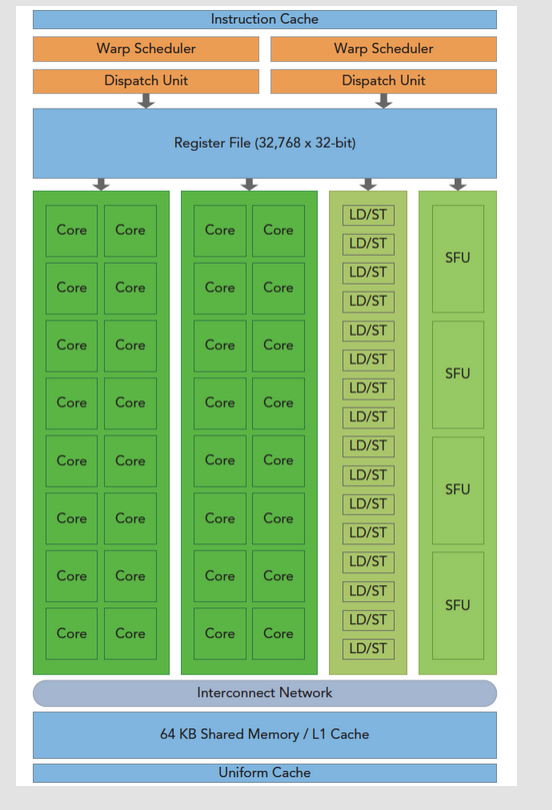 Instruction Cache
Warp Scheduler Warp Scheduler
Dispatch Unit Dispatch Unit
Register File (32,768 x 32-bit)
Core Core Core Core LD/ST SFU
LD/ST
Core Core Core Core LD/ST
LD/ST
Core Core Core Core LD/ST SFU
LD/ST
Core Core Core Core LD/ST
LD/ST
Core Core Core Core LD/ST SFU
LD/ST
Core Core Core Core LD/ST
LD/ST
Core Core Core Core LD/ST SFU
LD/ST
Core Core Core Core LD/ST
LD/ST
Interconnect Network
64 KB Shared Memory / L1 Cache
Uniform Cache